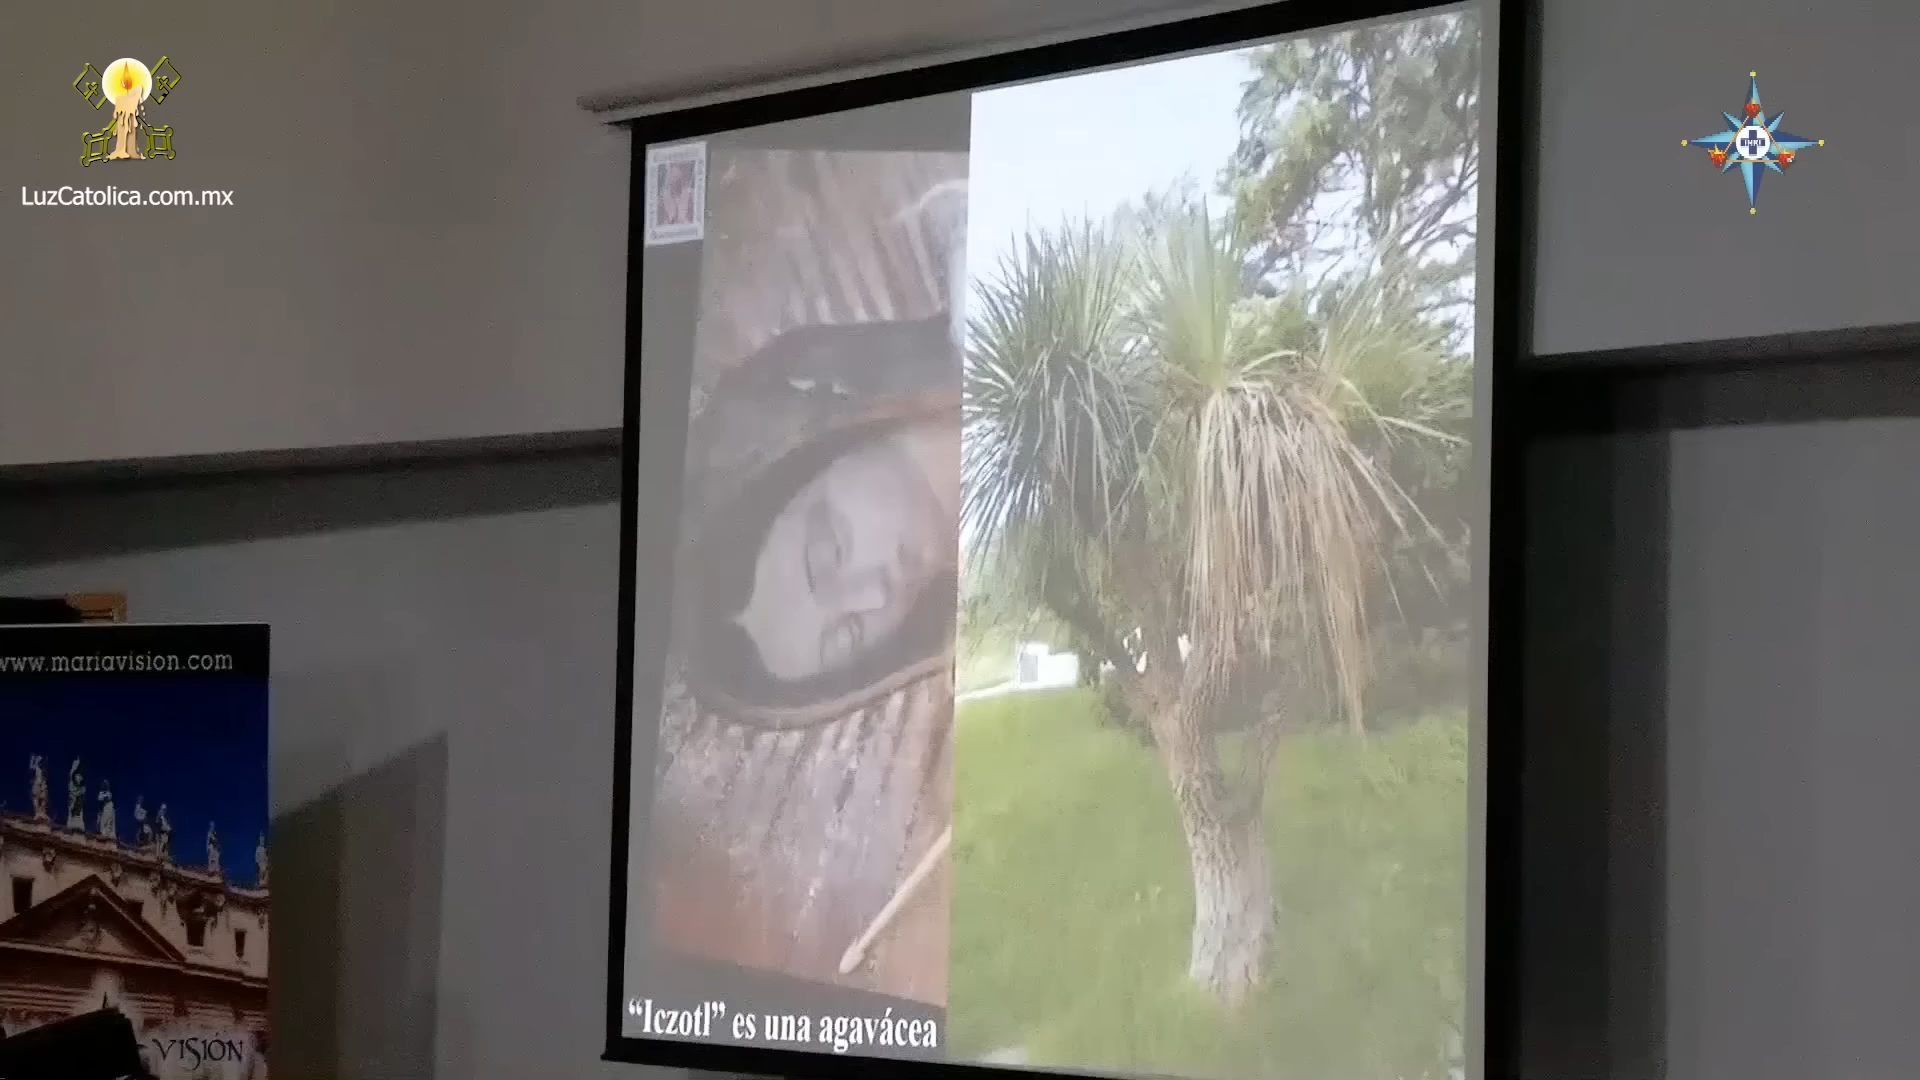 LuzCatolica.com.mx
www.mariavision.com
VISIÓN
“Iczotl” es una agavácea